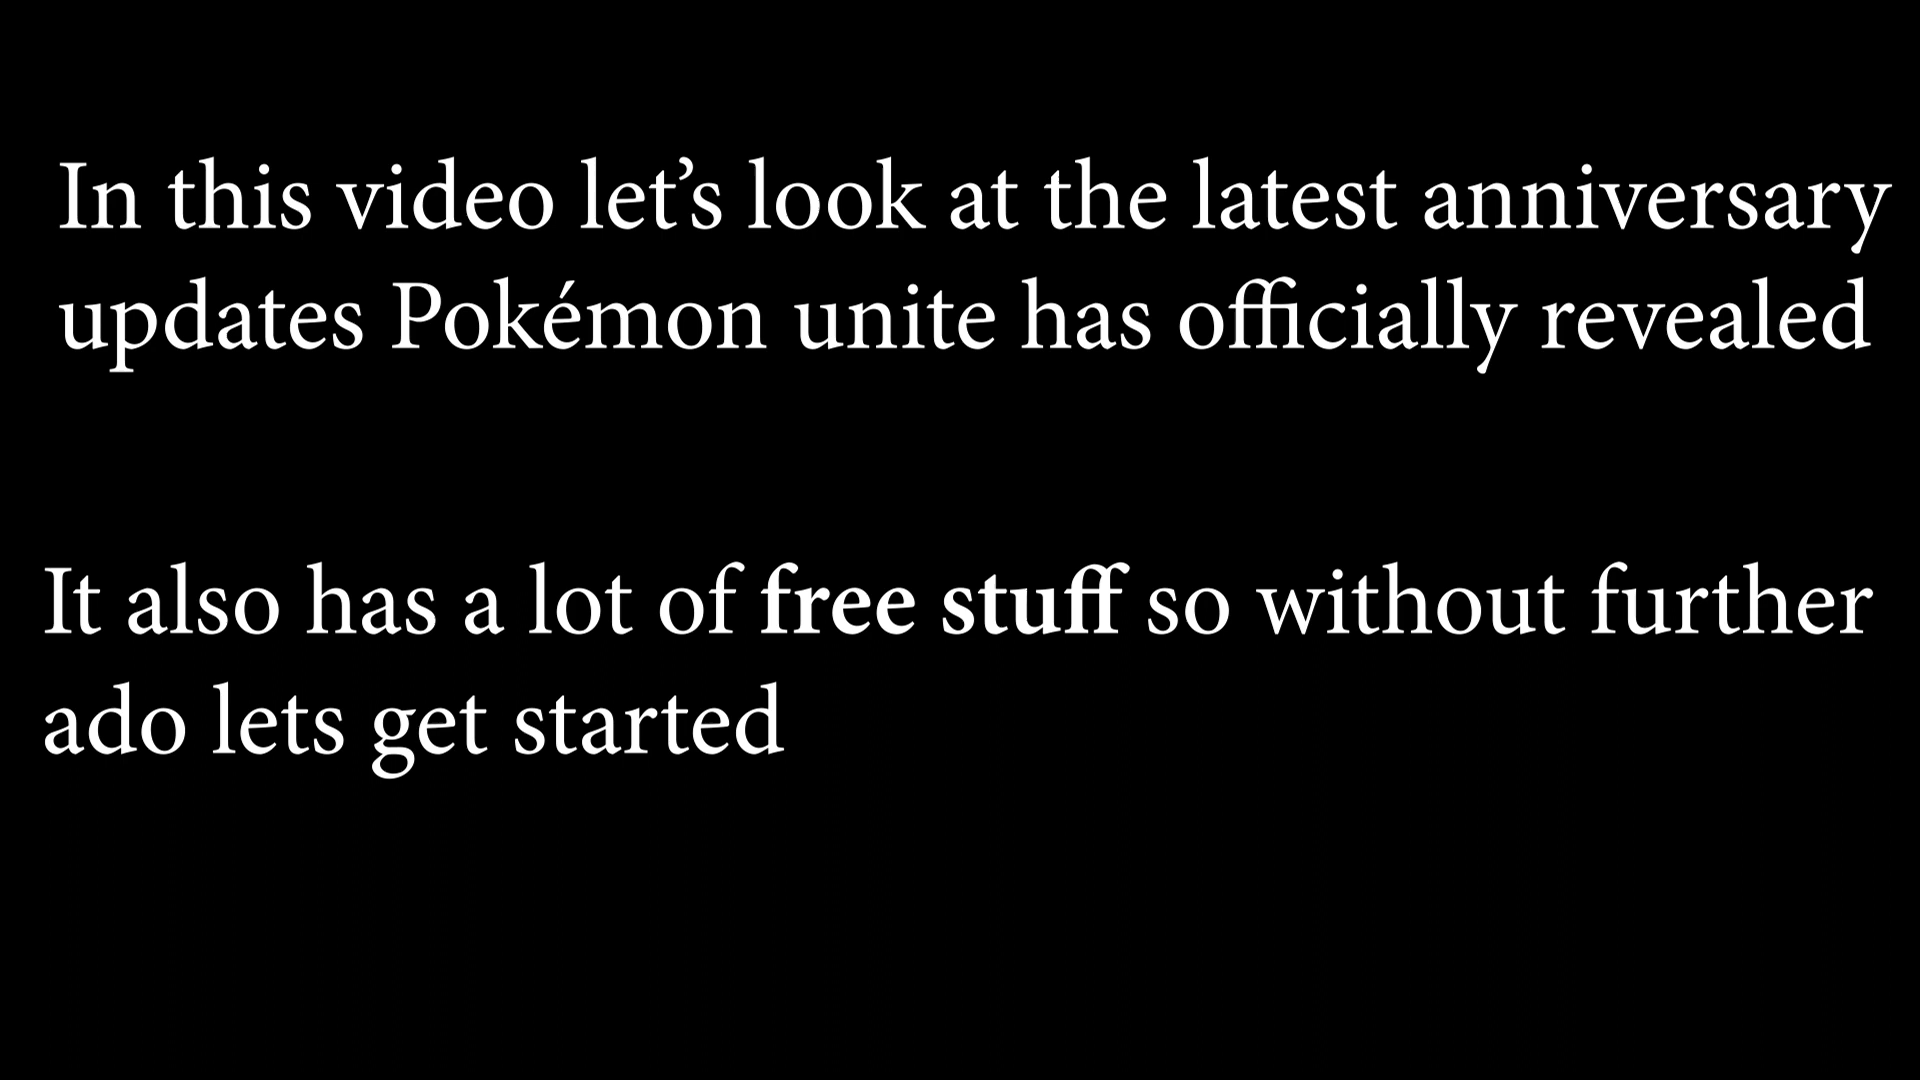 In this video let’s look at the latest anniversary
updates Pokémon unite has officially revealed
It also has a lot of free stuff so without further
ado lets get started